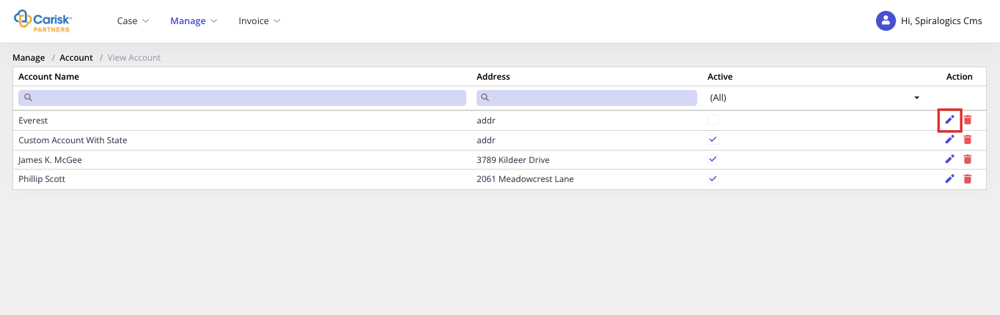 Carisk PARTNERS Case Manage Invoice Hi, Spiralogics Cms
Manage / Account / View Account
Account Name Address Active Action
(All)
Everest addr
Custom Account With State addr
James K. McGee 3789 Kildeer Drive
Phillip Scott 2061 Meadowcrest Lane